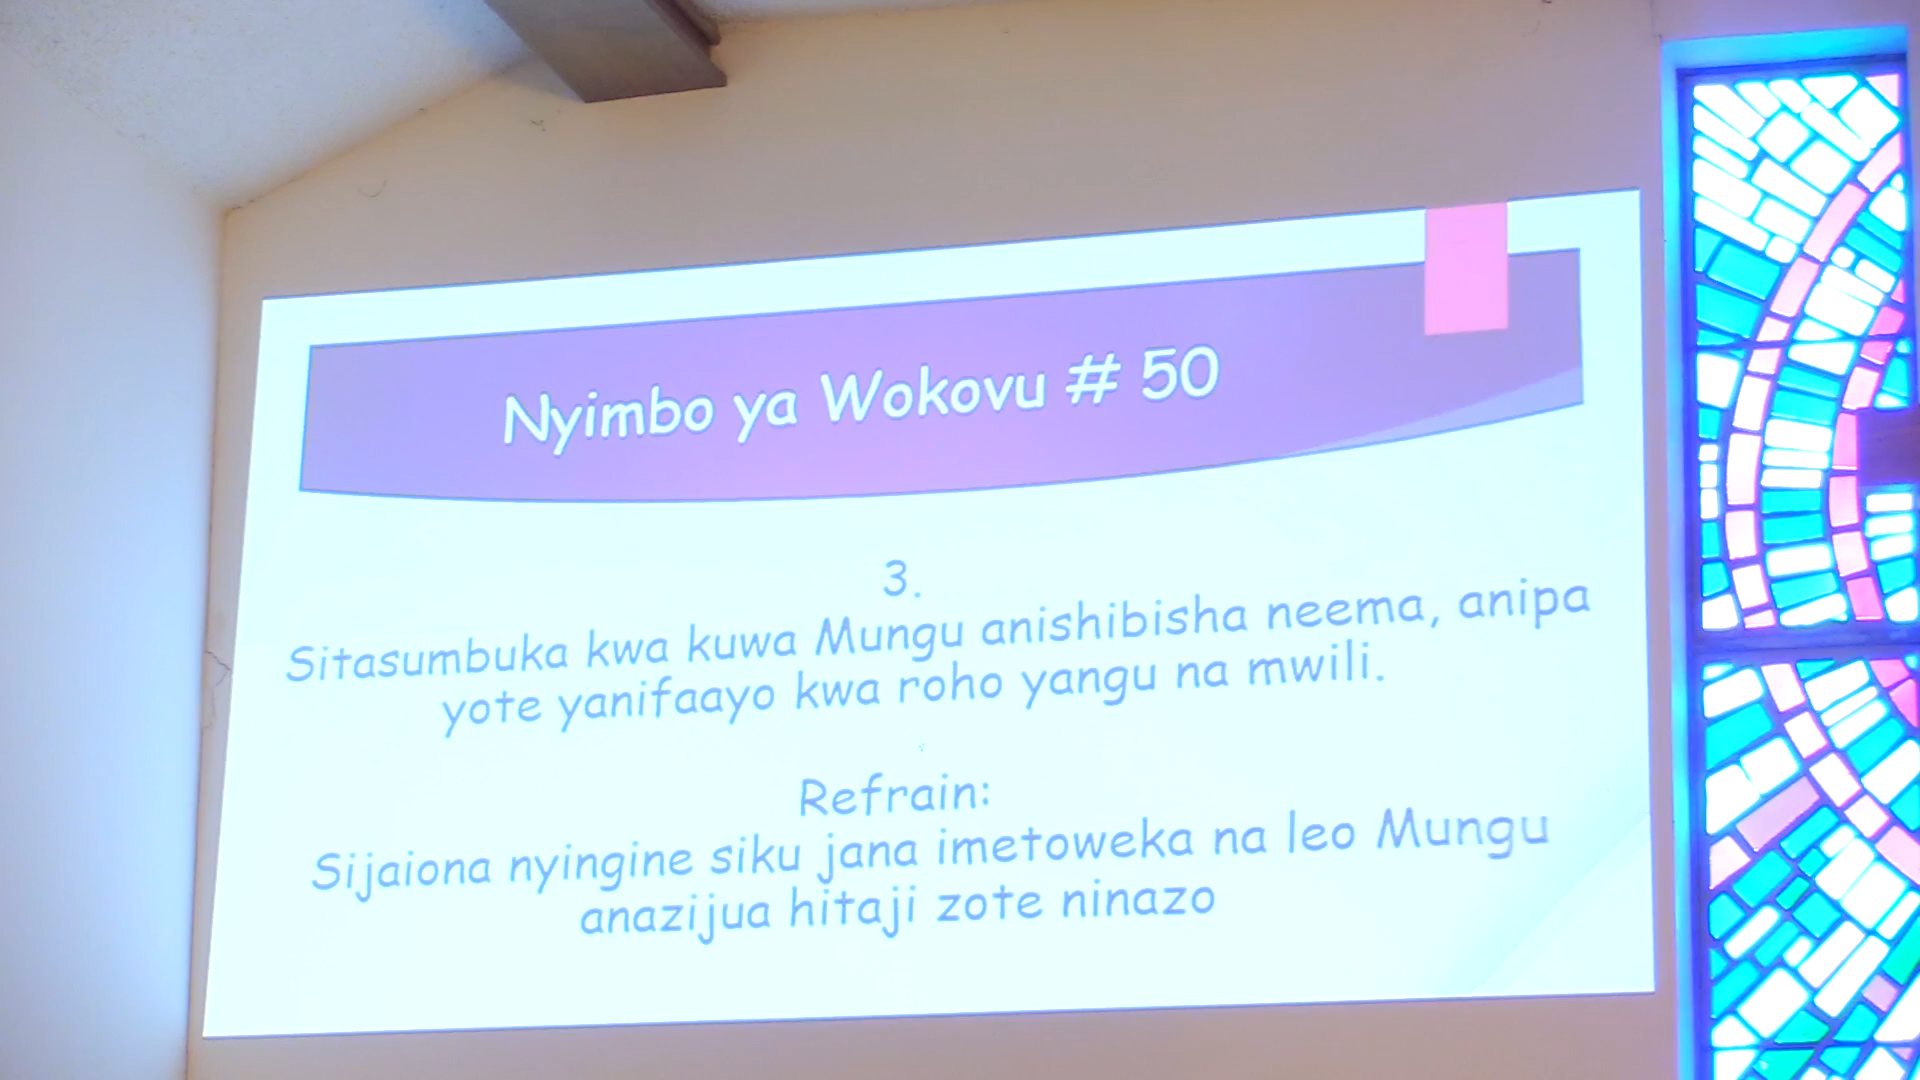 Nyimbo ya Wokovu # 50
3.
Sitasumbuka kwa kuwa Mungu anishibisha neema, anipa
yote yanifaayo kwa roho yangu na mwili.
Refrain:
Sijaiona nyingine siku jana imetoweka na leo Mungu
anazijua hitaji zote ninazo